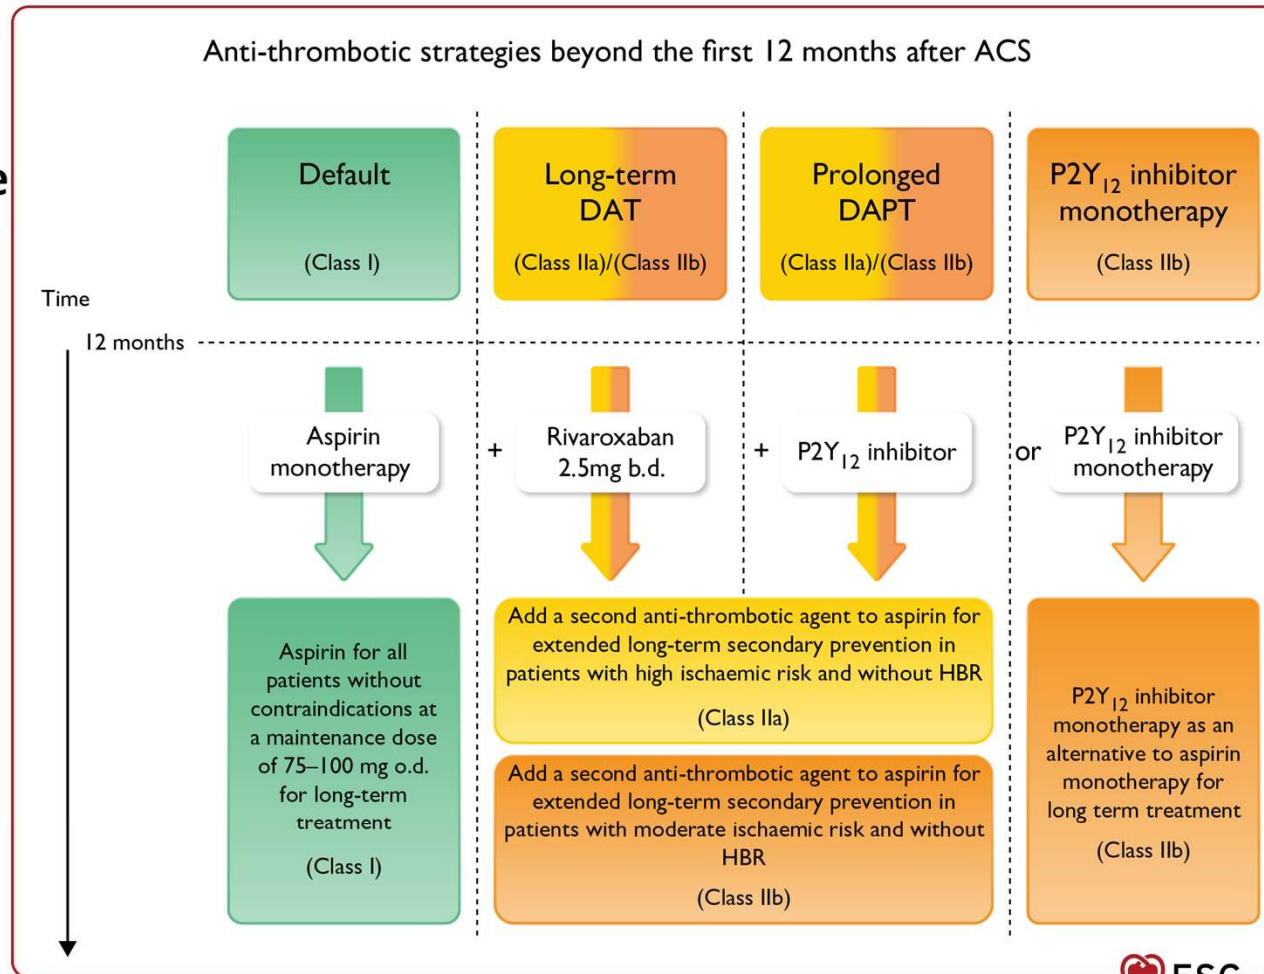 Anti-thrombotic strategies beyond the first 12 months after ACS
e
Default
(Class I)
Long-term
DAT
(Class IIa)/(Class IIb)
Prolonged
DAPT
(Class IIa)/(Class IIb)
P2Y12 inhibitor
monotherapy
(Class IIb)
Time
12 months
Aspirin
monotherapy
+
Rivaroxaban
2.5mg b.d.
+
P2Y12 inhibitor
or
P2Y12 inhibitor
monotherapy
Aspirin for all
patients without
contraindications at
a maintenance dose
of 75–100 mg o.d.
for long-term
treatment
(Class I)
Add a second anti-thrombotic agent to aspirin for
extended long-term secondary prevention in
patients with high ischaemic risk and without HBR
(Class IIa)
Add a second anti-thrombotic agent to aspirin for
extended long-term secondary prevention in
patients with moderate ischaemic risk and without
HBR
(Class IIb)
P2Y12 inhibitor
monotherapy as an
alternative to aspirin
monotherapy for
long term treatment
(Class IIb)
ESC